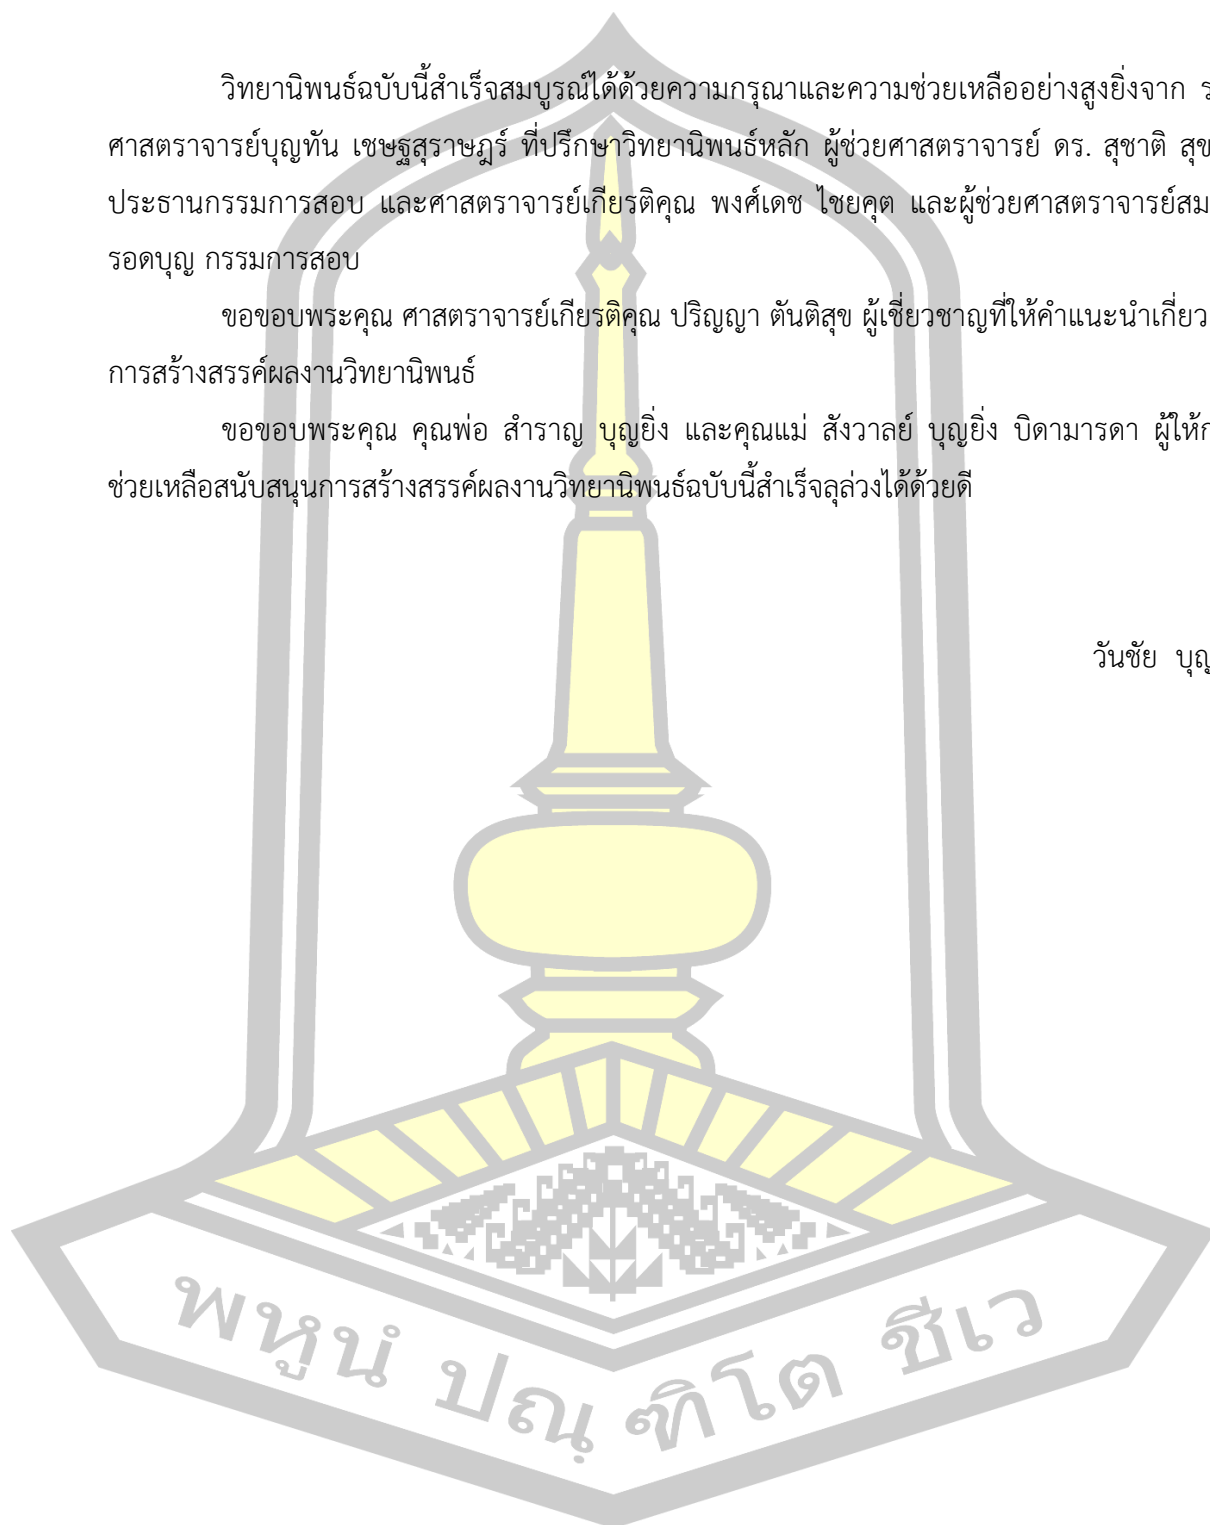 วิทยานิพนธ์ฉบับนี้สำเร็จสมบูรณ์ได้ด้วยความกรุณาและความช่วยเหลืออย่างสูงยิ่งจาก
ศาสตราจารย์บุญทัน เชษฐสุราษฎร์ ที่ปรึกษาวิทยานิพนธ์หลัก ผู้ช่วยศาสตราจารย์ ดร. สุชาติ
ประธานกรรมการสอบ และศาสตราจารย์เกียรติคุณ พงศ์เดช ไชยคุต และผู้ช่วยศาสตราจารย์สม
รอดบุญ กรรมการสอบ
ขอขอบพระคุณ ศาสตราจารย์เกียรติคุณ ปริญญา ตันติสุข ผู้เชี่ยวชาญที่ให้คำแนะนำเกี่ยว
การสร้างสรรค์ผลงานวิทยานิพนธ์
ขอขอบพระคุณ คุณพ่อ สำราญ บุญยิ่ง และคุณแม่ สังวาลย์ บุญยิ่ง บิดามารดา
ช่วยเหลือสนับสนุนการสร้างสรรค์ผลงานวิทยานิพนธ์ฉบับนี้สำเร็จลุล่วงได้ด้วยดี
วันชัย
พหูนํ ปณฺฑิโต ชีเว